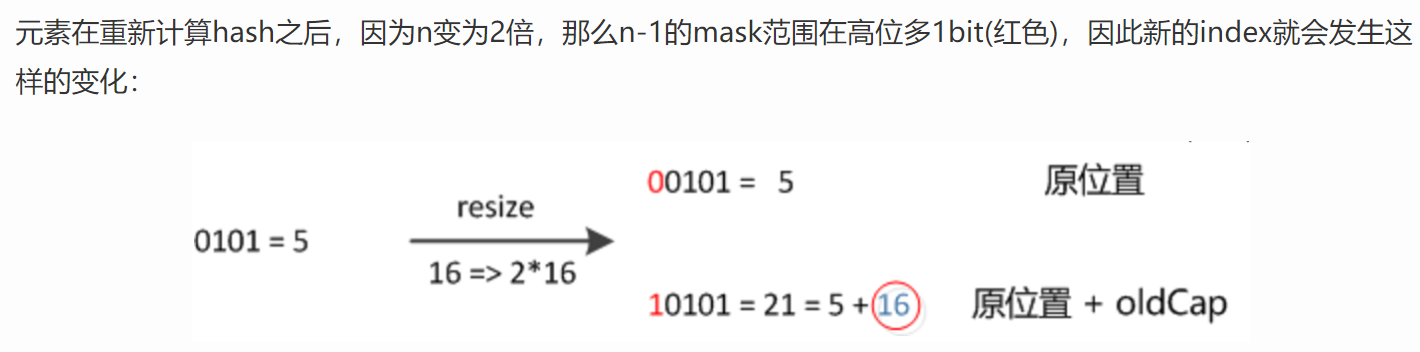 元素在重新计算hash之后，因为n变为2倍，那么n-1的mask范围在高位多1bit(红色)，因此新的index就会发生这
样的变化：
00101 = 5 原位置
resize
0101 = 5
16 => 2*16
10101 = 21 = 5 + 16 原位置 + oldCap